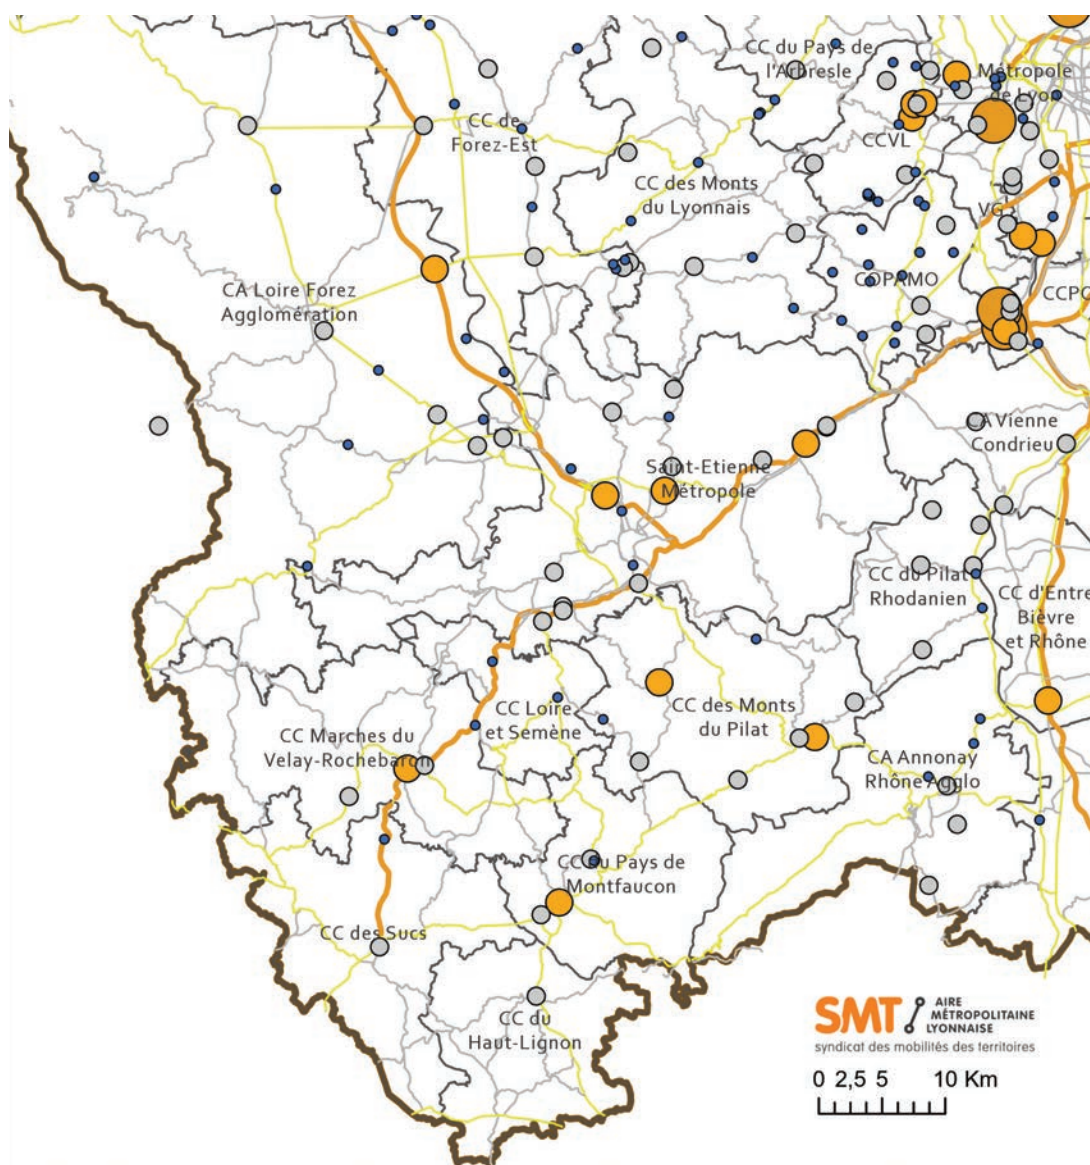 CC du Pays de
l'Arbresle
Métropole
de Lyon
CC de
Forez-Est
CCVL
CC des Monts
du Lyonnais
VG
CA Loire Forez
Agglomération
COPAMO
CCPO
CA Vienne
Condrieu
Saint-Etienne
Métropole
CC du Pilat
Rhodanien
CC d'Entre
Bièvre
et Rhône
CC Loire
et Semène
CC des Monts
du Pilat
CC Marches du
Velay-Rochebaron
CA Annonay
Rhône Agglo
CC du Pays de
Montfaucon
CC des Sucs
CC du
Haut-Lignon
SMT
AIRE
MÉTROPOLITAINE
LYONNAISE
syndicat des mobilités des territoires
0 2,5 5 10 Km